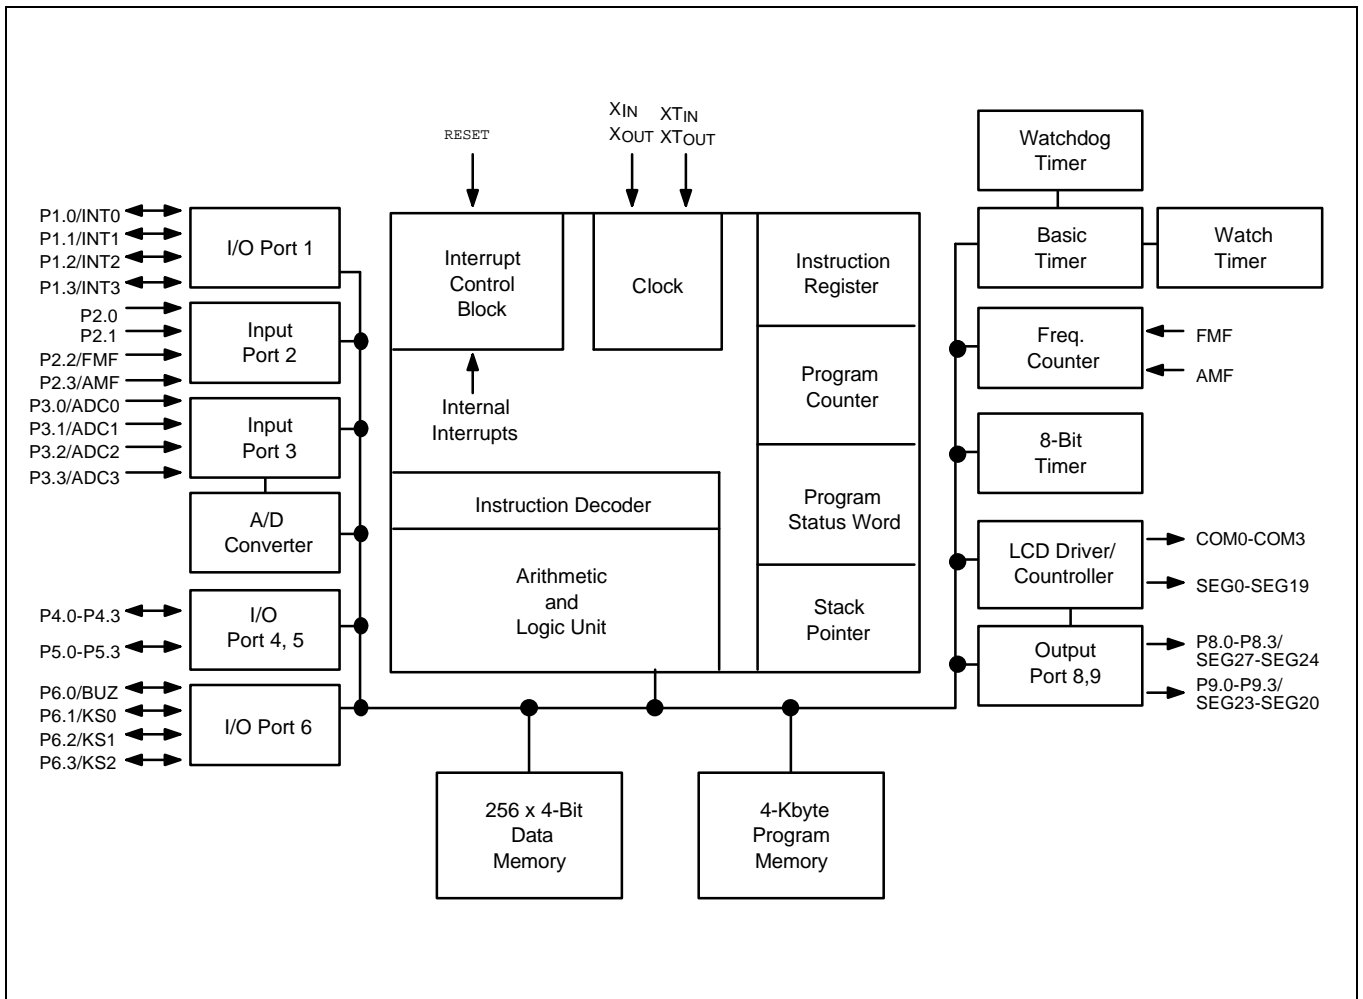 RESET
XIN
XOUT
XTIN
XTOUT
P1.0/INT0
P1.1/INT1
P1.2/INT2
P1.3/INT3
I/O Port 1
P2.0
P2.1
P2.2/FMF
P2.3/AMF
Input
Port 2
P3.0/ADC0
P3.1/ADC1
P3.2/ADC2
P3.3/ADC3
Input
Port 3
A/D
Converter
P4.0-P4.3
P5.0-P5.3
I/O
Port 4, 5
P6.0/BUZ
P6.1/KS0
P6.2/KS1
P6.3/KS2
I/O Port 6
Interrupt
Control
Block
Internal
Interrupts
Clock
Instruction
Register
Program
Counter
Program
Status Word
Stack
Pointer
Instruction Decoder
Arithmetic
and
Logic Unit
256 x 4-Bit
Data
Memory
4-Kbyte
Program
Memory
Watchdog
Timer
Basic
Timer
Watch
Timer
Freq.
Counter
FMF
AMF
8-Bit
Timer
LCD Driver/
Countroller
COM0-COM3
SEG0-SEG19
Output
Port 8,9
P8.0-P8.3/
SEG27-SEG24
P9.0-P9.3/
SEG23-SEG20